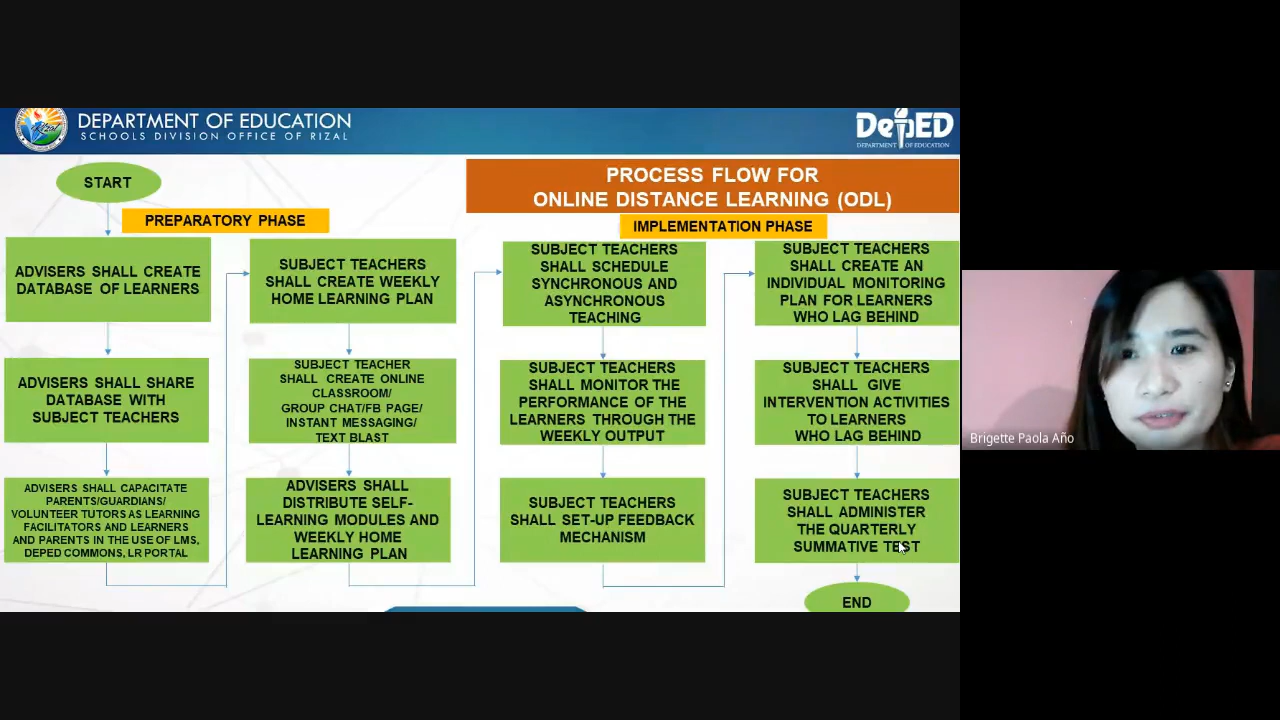 DEPARTMENT OF EDUCATION
SCHOOLS DIVISION OFFICE OF RIZAL
DepED
DEPARTMENT OF EDUCATION
START
PROCESS FLOW FOR
ONLINE DISTANCE LEARNING (ODL)
PREPARATORY PHASE
IMPLEMENTATION PHASE
ADVISERS SHALL CREATE
DATABASE OF LEARNERS
ADVISERS SHALL SHARE
DATABASE WITH
SUBJECT TEACHERS
ADVISERS SHALL CAPACITATE
PARENTS/GUARDIANS/
VOLUNTEER TUTORS AS LEARNING
FACILITATORS AND LEARNERS
AND PARENTS IN THE USE OF LMS,
DEPED COMMONS, LR PORTAL
SUBJECT TEACHERS
SHALL CREATE WEEKLY
HOME LEARNING PLAN
SUBJECT TEACHER
SHALL CREATE ONLINE
CLASSROOM/
GROUP CHAT/FB PAGE/
INSTANT MESSAGING/
TEXT BLAST
ADVISERS SHALL
DISTRIBUTE SELF-
LEARNING MODULES AND
WEEKLY HOME
LEARNING PLAN
SUBJECT TEACHERS
SHALL SCHEDULE
SYNCHRONOUS AND
ASYNCHRONOUS
TEACHING
SUBJECT TEACHERS
SHALL MONITOR THE
PERFORMANCE OF THE
LEARNERS THROUGH THE
WEEKLY OUTPUT
SUBJECT TEACHERS
SHALL SET-UP FEEDBACK
MECHANISM
SUBJECT TEACHERS
SHALL CREATE AN
INDIVIDUAL MONITORING
PLAN FOR LEARNERS
WHO LAG BEHIND
SUBJECT TEACHERS
SHALL GIVE
INTERVENTION ACTIVITIES
TO LEARNERS
WHO LAG BEHIND
SUBJECT TEACHERS
SHALL ADMINISTER
THE QUARTERLY
SUMMATIVE TEST
END
Brigette Paola Año